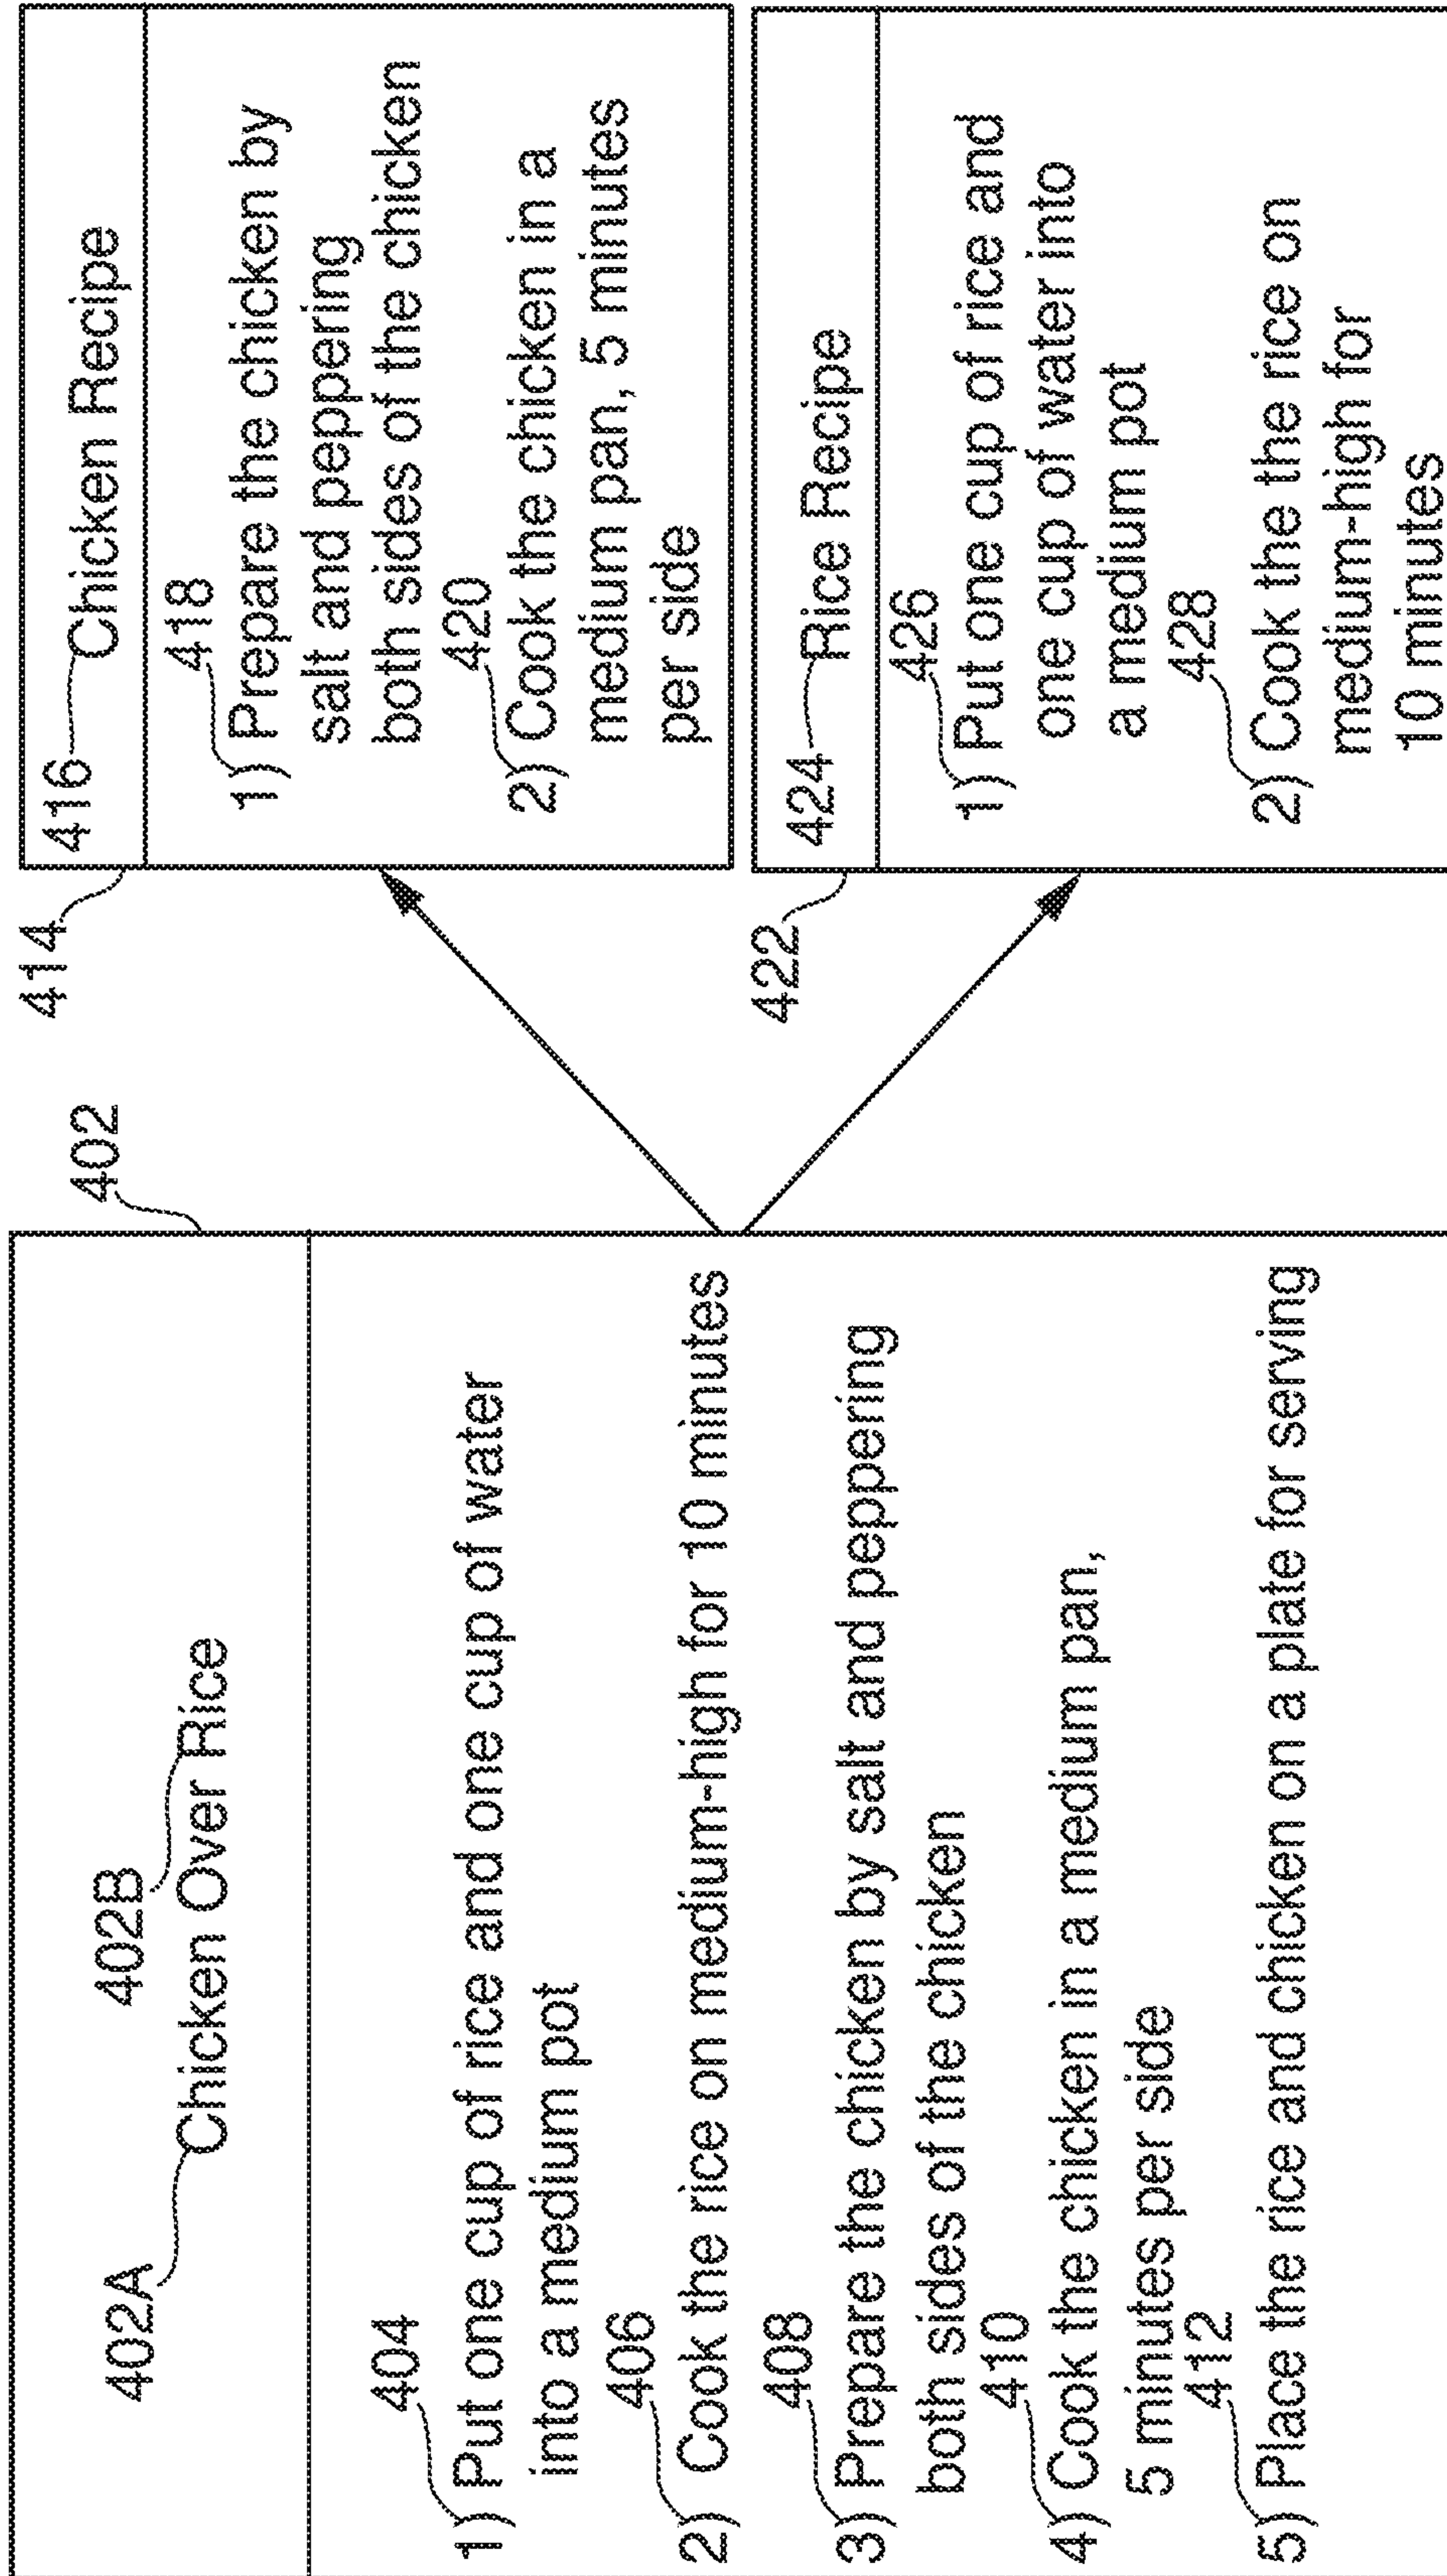 402
402A
402B
Chicken Over Rice
404
1) Put one cup of rice and one cup of water
into a medium pot
406
2) Cook the rice on medium-high for 10 minutes
408
3) Prepare the chicken by salt and peppering
both sides of the chicken
410
4) Cook the chicken in a medium pan,
5 minutes per side
412
5) Place the rice and chicken on a plate for serving
414
416
Chicken Recipe
418
1) Prepare the chicken by
salt and peppering
both sides of the chicken
420
2) Cook the chicken in a
medium pan, 5 minutes
per side
422
424
Rice Recipe
426
1) Put one cup of rice and
one cup of water into
a medium pot
428
2) Cook the rice on
medium-high for
10 minutes